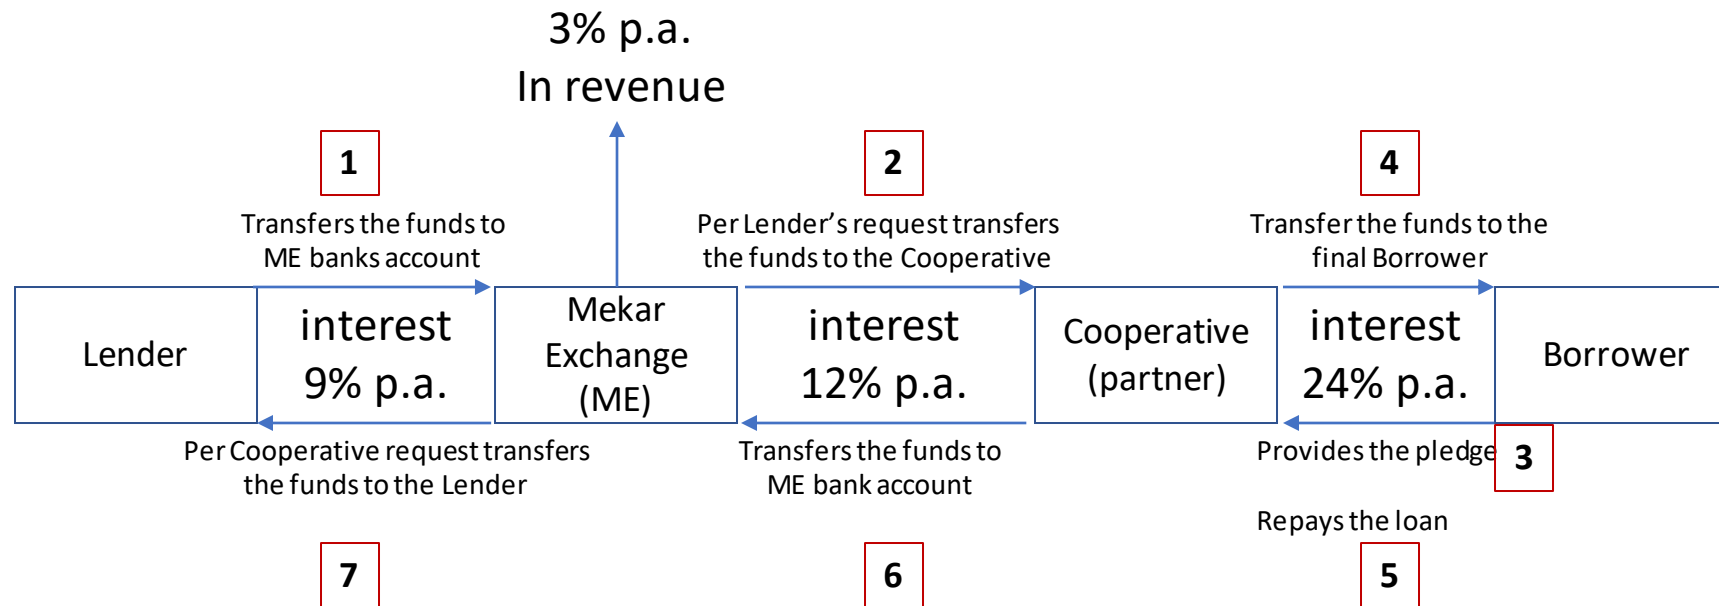 3% p.a.
In revenue
1
2
4
Transfers the funds to
ME banks account
Per Lender’s request transfers
the funds to the Cooperative
Transfer the funds to the
final Borrower
Lender
interest
9% p.a.
Mekar
Exchange
(ME)
interest
12% p.a.
Cooperative
(partner)
interest
24% p.a.
Borrower
Per Cooperative request transfers
the funds to the Lender
Transfers the funds to
ME bank account
Provides the pledge
3
Repays the loan
7
6
5